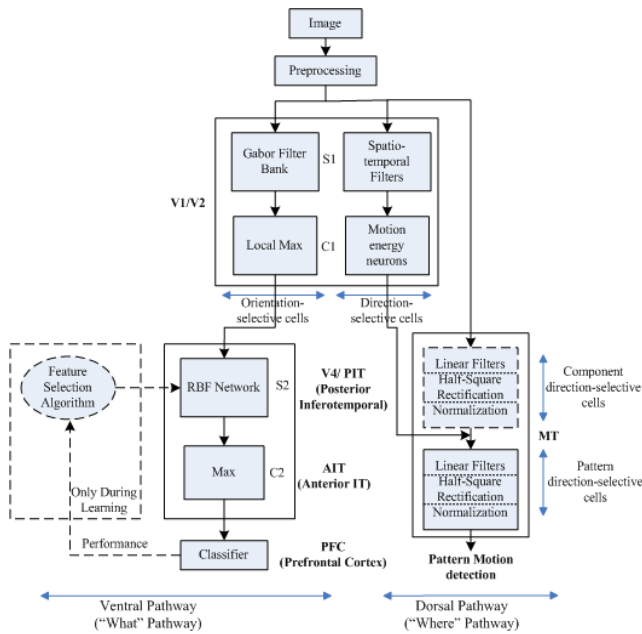 Image
Preprocessing
Gabor Filter
Bank
S1
Spatio-
temporal
Filters
V1/V2
Local Max
C1
Motion
energy
neurons
Orientation-
selective cells
Direction-
selective cells
Feature
Selection
Algorithm
RBF Network
S2
V4/ PIT
(Posterior
Inferotemporal)
Linear Filters
Half-Square
Rectification
Normalization
Component
direction-selective
cells
MT
Max
C2
AIT
(Anterior IT)
Linear Filters
Half-Square
Rectification
Normalization
Pattern
direction-selective
cells
Only During
Learning
Performance
Classifier
PFC
(Prefrontal Cortex)
Pattern Motion
detection
Ventral Pathway
("What" Pathway)
Dorsal Pathway
("Where" Pathway)